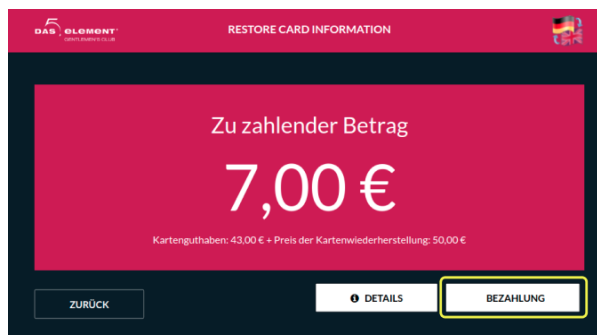 DAS 5. ELEMENT
GENTLEMEN'S CLUB
RESTORE CARD INFORMATION
Zu zahlender Betrag
7,00 €
Kartenguthaben: 43,00 € + Preis der Kartenwiederherstellung: 50,00 €
ZURÜCK
DETAILS
BEZAHLUNG